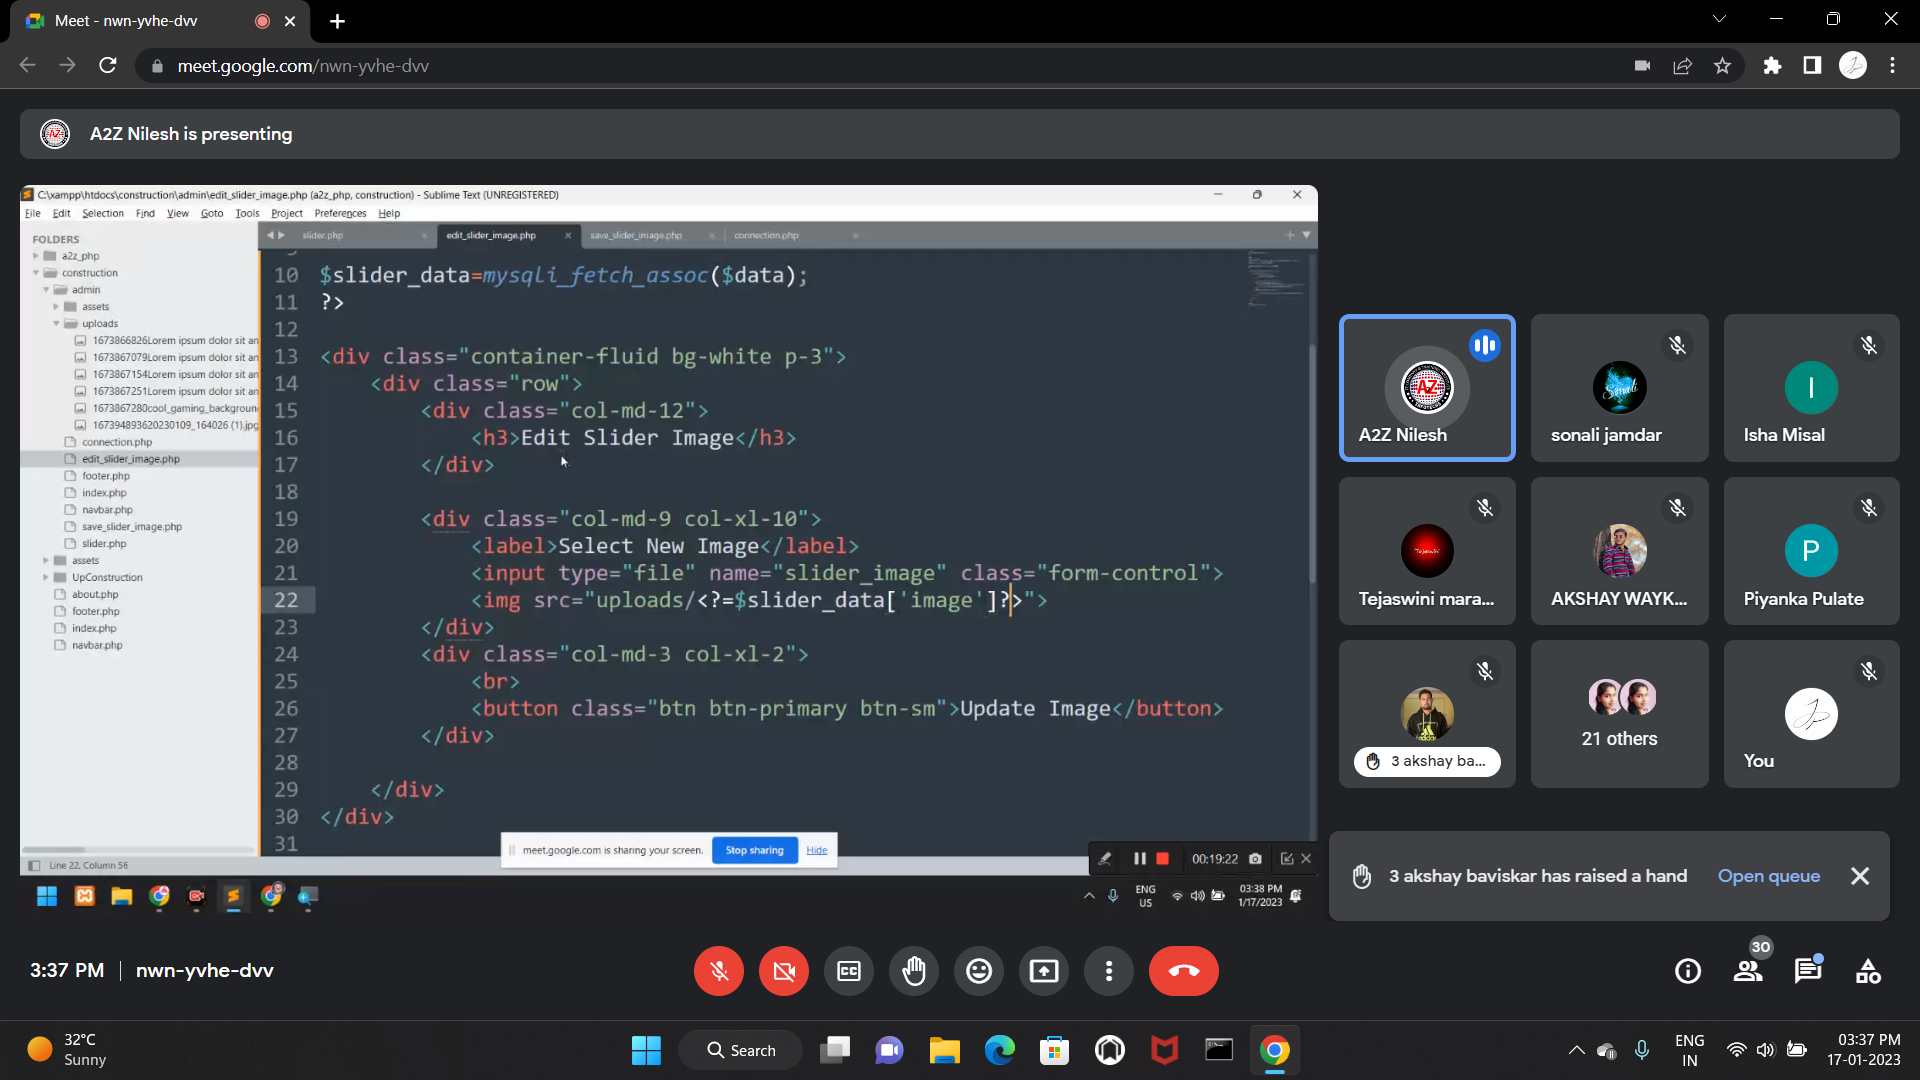 Meet - nwn-yvhe-dvv
meet.google.com/nwn-yvhe-dvv
A2Z Nilesh is presenting
C:\xampp\htdocs\construction\admin\edit_slider_image.php (a2z_php, construction) - Sublime Text (UNREGISTERED)
File Edit Selection Find View Goto Tools Project Preferences Help
FOLDERS
a2z_php
construction
admin
assets
uploads
1673866826Lorem ipsum dolor sit an
1673867079Lorem ipsum dolor sit an
1673867154Lorem ipsum dolor sit an
1673867251Lorem ipsum dolor sit an
1673867280cool_gaming_backgroun
167394893620230109_164026 (1).jpg
connection.php
edit_slider_image.php
footer.php
index.php
navbar.php
save_slider_image.php
slider.php
assets
UpConstruction
about.php
footer.php
index.php
navbar.php
slider.php edit_slider_image.php save_slider_image.php connection.php
10 $slider_data=mysqli_fetch_assoc($data);
11 ?>
12
13 <div class="container-fluid bg-white p-3">
14 <div class="row">
15 <div class="col-md-12">
16 <h3>Edit Slider Image</h3>
17 </div>
18
19 <div class="col-md-9 col-xl-10">
20 <label>Select New Image</label>
21 <input type="file" name="slider_image" class="form-control">
22 <img src="uploads/<?=$slider_data['image']?>">
23 </div>
24 <div class="col-md-3 col-xl-2">
25 <br>
26 <button class="btn btn-primary btn-sm">Update Image</button>
27 </div>
28
29 </div>
30 </div>
31
meet.google.com is sharing your screen. Stop sharing Hide
Line 22, Column 56
00:19:22
ENG
US
03:38 PM
1/17/2023
A2Z Nilesh
sonali jamdar
I
Isha Misal
Tejaswini mara...
AKSHAY WAYK...
P
Piyanka Pulate
3 akshay ba...
21 others
You
3 akshay baviskar has raised a hand Open queue
3:37 PM | nwn-yvhe-dvv
30
32°C
Sunny
Search
ENG
IN
03:37 PM
17-01-2023